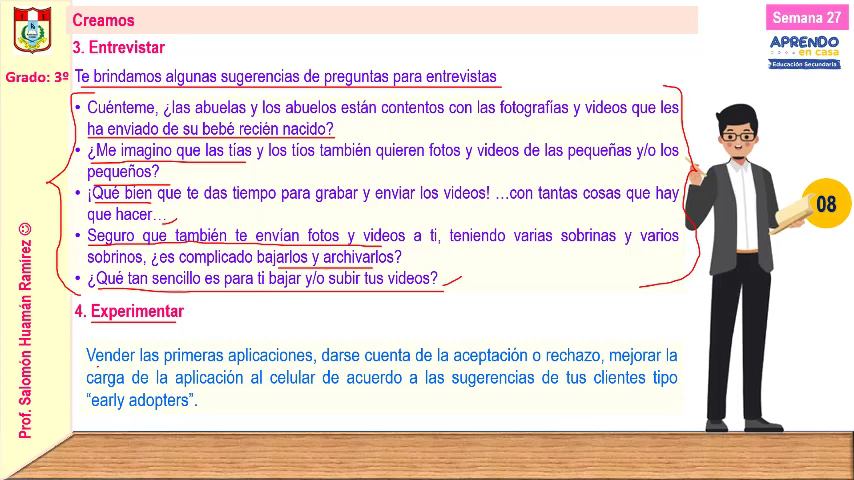 Creamos
Semana 27
3. Entrevistar
APRENDO
en casa
Educación Secundaria
Grado: 3º
Te brindamos algunas sugerencias de preguntas para entrevistas
• Cuénteme, ¿las abuelas y los abuelos están contentos con las fotografías y videos que les
ha enviado de su bebé recién nacido?
• ¿Me imagino que las tías y los tíos también quieren fotos y videos de las pequeñas y/o los
pequeños?
• ¡Qué bien que te das tiempo para grabar y enviar los videos! …con tantas cosas que hay
que hacer…
• Seguro que también te envían fotos y videos a ti, teniendo varias sobrinas y varios
sobrinos, ¿es complicado bajarlos y archivarlos?
• ¿Qué tan sencillo es para ti bajar y/o subir tus videos?
08
4. Experimentar
Vender las primeras aplicaciones, darse cuenta de la aceptación o rechazo, mejorar la
carga de la aplicación al celular de acuerdo a las sugerencias de tus clientes tipo
“early adopters”.
Prof. Salomón Huamán Ramírez ☺